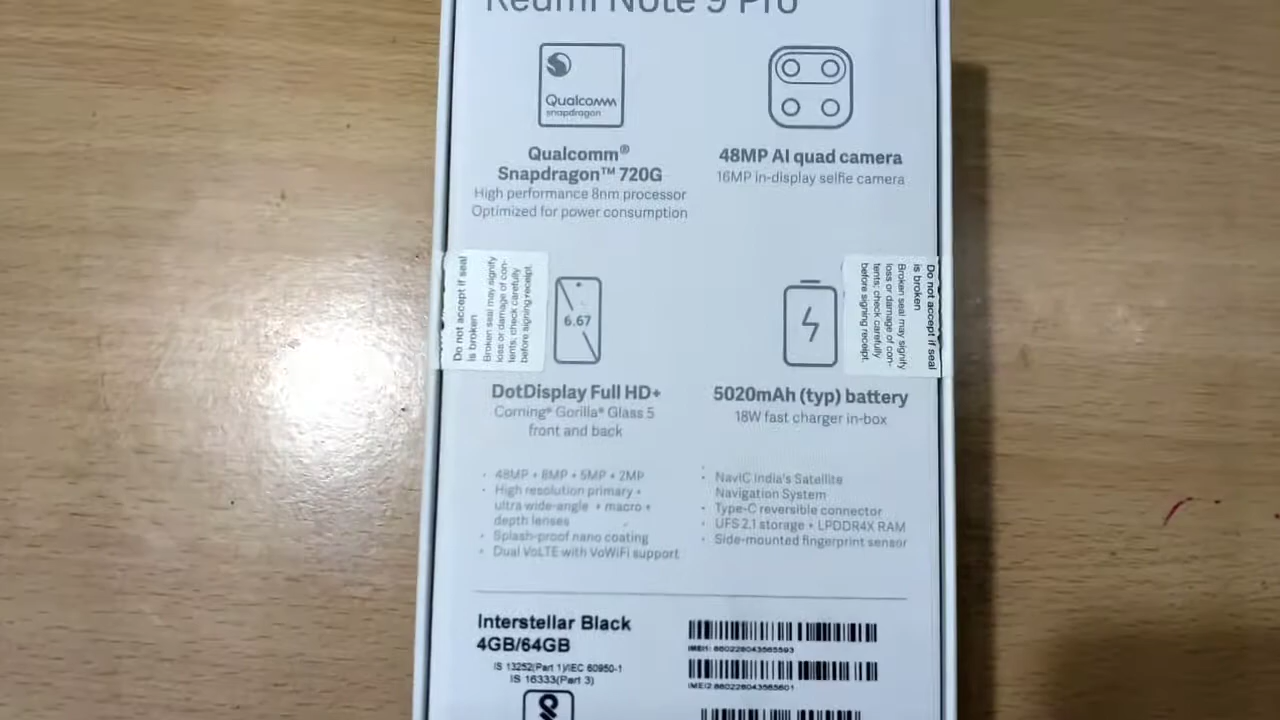 Redmi Note 9 Pro
Qualcomm
snapdragon
Qualcomm®
Snapdragon™ 720G
High performance 8nm processor
Optimized for power consumption
48MP AI quad camera
16MP in-display selfie camera
Do not accept if seal
is broken
Broken seal may signify
loss or damage of con-
tents; check carefully
before signing receipt.
6.67
Do not accept if seal
is broken
Broken seal may signify
loss or damage of con-
tents; check carefully
before signing receipt.
DotDisplay Full HD+
Corning® Gorilla® Glass 5
front and back
5020mAh (typ) battery
18W fast charger in-box
• 48MP + 8MP + 5MP + 2MP
• High resolution primary +
ultra wide-angle + macro +
depth lenses
• Splash-proof nano coating
• Dual VoLTE with VoWiFi support
• NavIC India's Satellite
Navigation System
• Type-C reversible connector
• UFS 2.1 storage + LPDDR4X RAM
• Side-mounted fingerprint sensor
Interstellar Black
4GB/64GB
IS 13252(Part 1)/IEC 60950-1
IS 16333(Part 3)
IMEI1: 860228043565593
IMEI2: 860228043565601